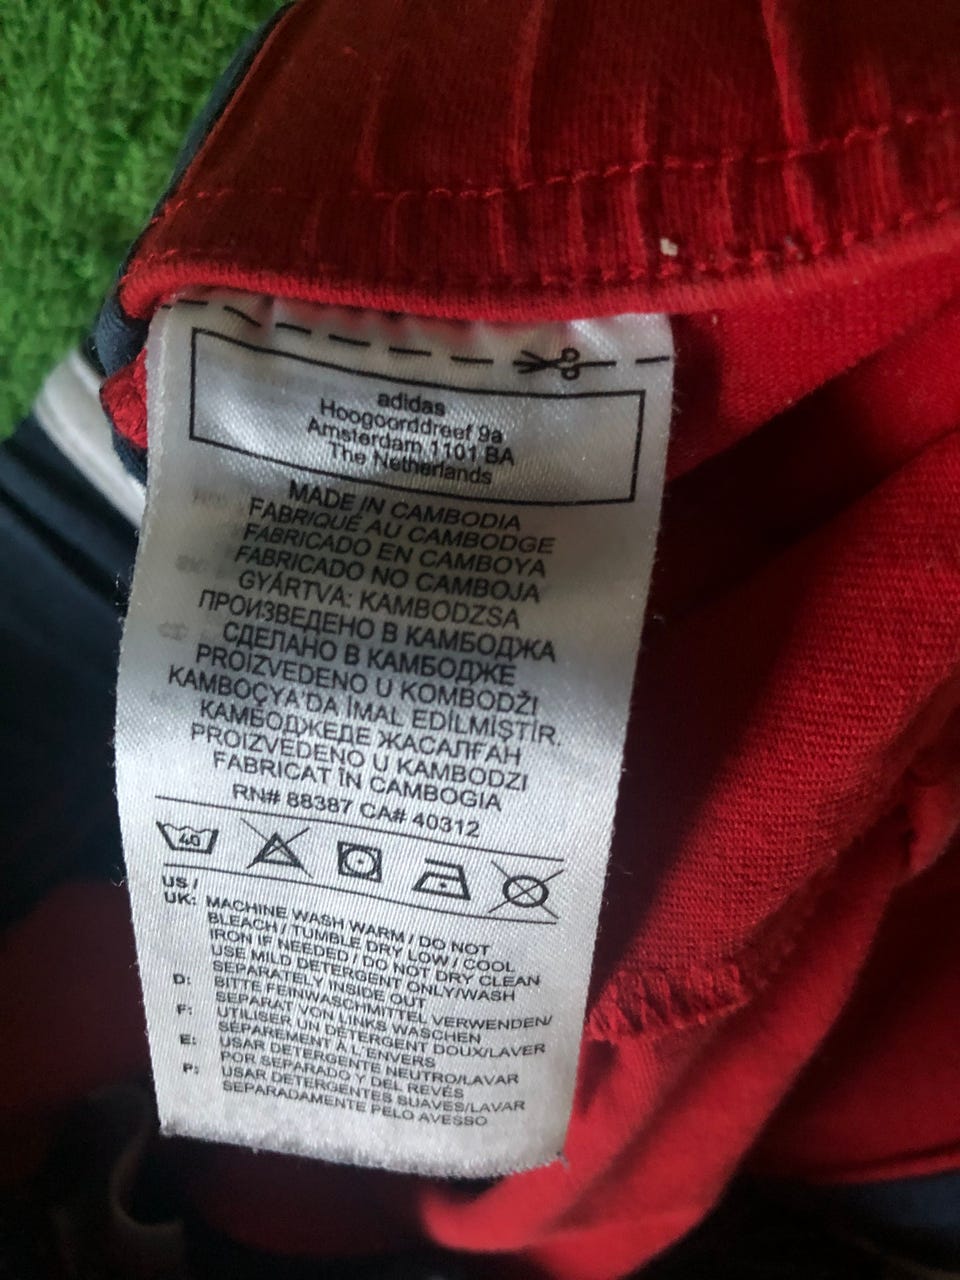 adidas
Hoogoorddreef 9a
Amsterdam 1101 BA
The Netherlands
MADE IN CAMBODIA
FABRIQUÉ AU CAMBODGE
FABRICADO EN CAMBOYA
FABRICADO NO CAMBOJA
GYÁRTVA: KAMBODZSA
ПРОИЗВЕДЕНО В КАМБОДЖА
СДЕЛАНО В КАМБОДЖЕ
PROIZVEDENO U KOMBODŽI
KAMBOÇYA'DA İMAL EDİLMİŞTİR.
КАМБОДЖЕДЕ ЖАСАЛҒАН
PROIZVEDENO U KAMBODZI
FABRICAT ÎN CAMBOGIA
RN# 88387 CA# 40312
40
US /
UK: MACHINE WASH WARM / DO NOT
BLEACH / TUMBLE DRY LOW / COOL
IRON IF NEEDED / DO NOT DRY CLEAN
USE MILD DETERGENT ONLY/WASH
SEPARATELY INSIDE OUT
D: BITTE FEINWASCHMITTEL VERWENDEN/
SEPARAT VON LINKS WASCHEN
F: UTILISER UN DÉTERGENT DOUX/LAVER
SÉPAREMENT À L'ENVERS
E: USAR DETERGENTE NEUTRO/LAVAR
POR SEPARADO Y DEL REVÉS
P: USAR DETERGENTES SUAVES/LAVAR
SEPARADAMENTE PELO AVESSO